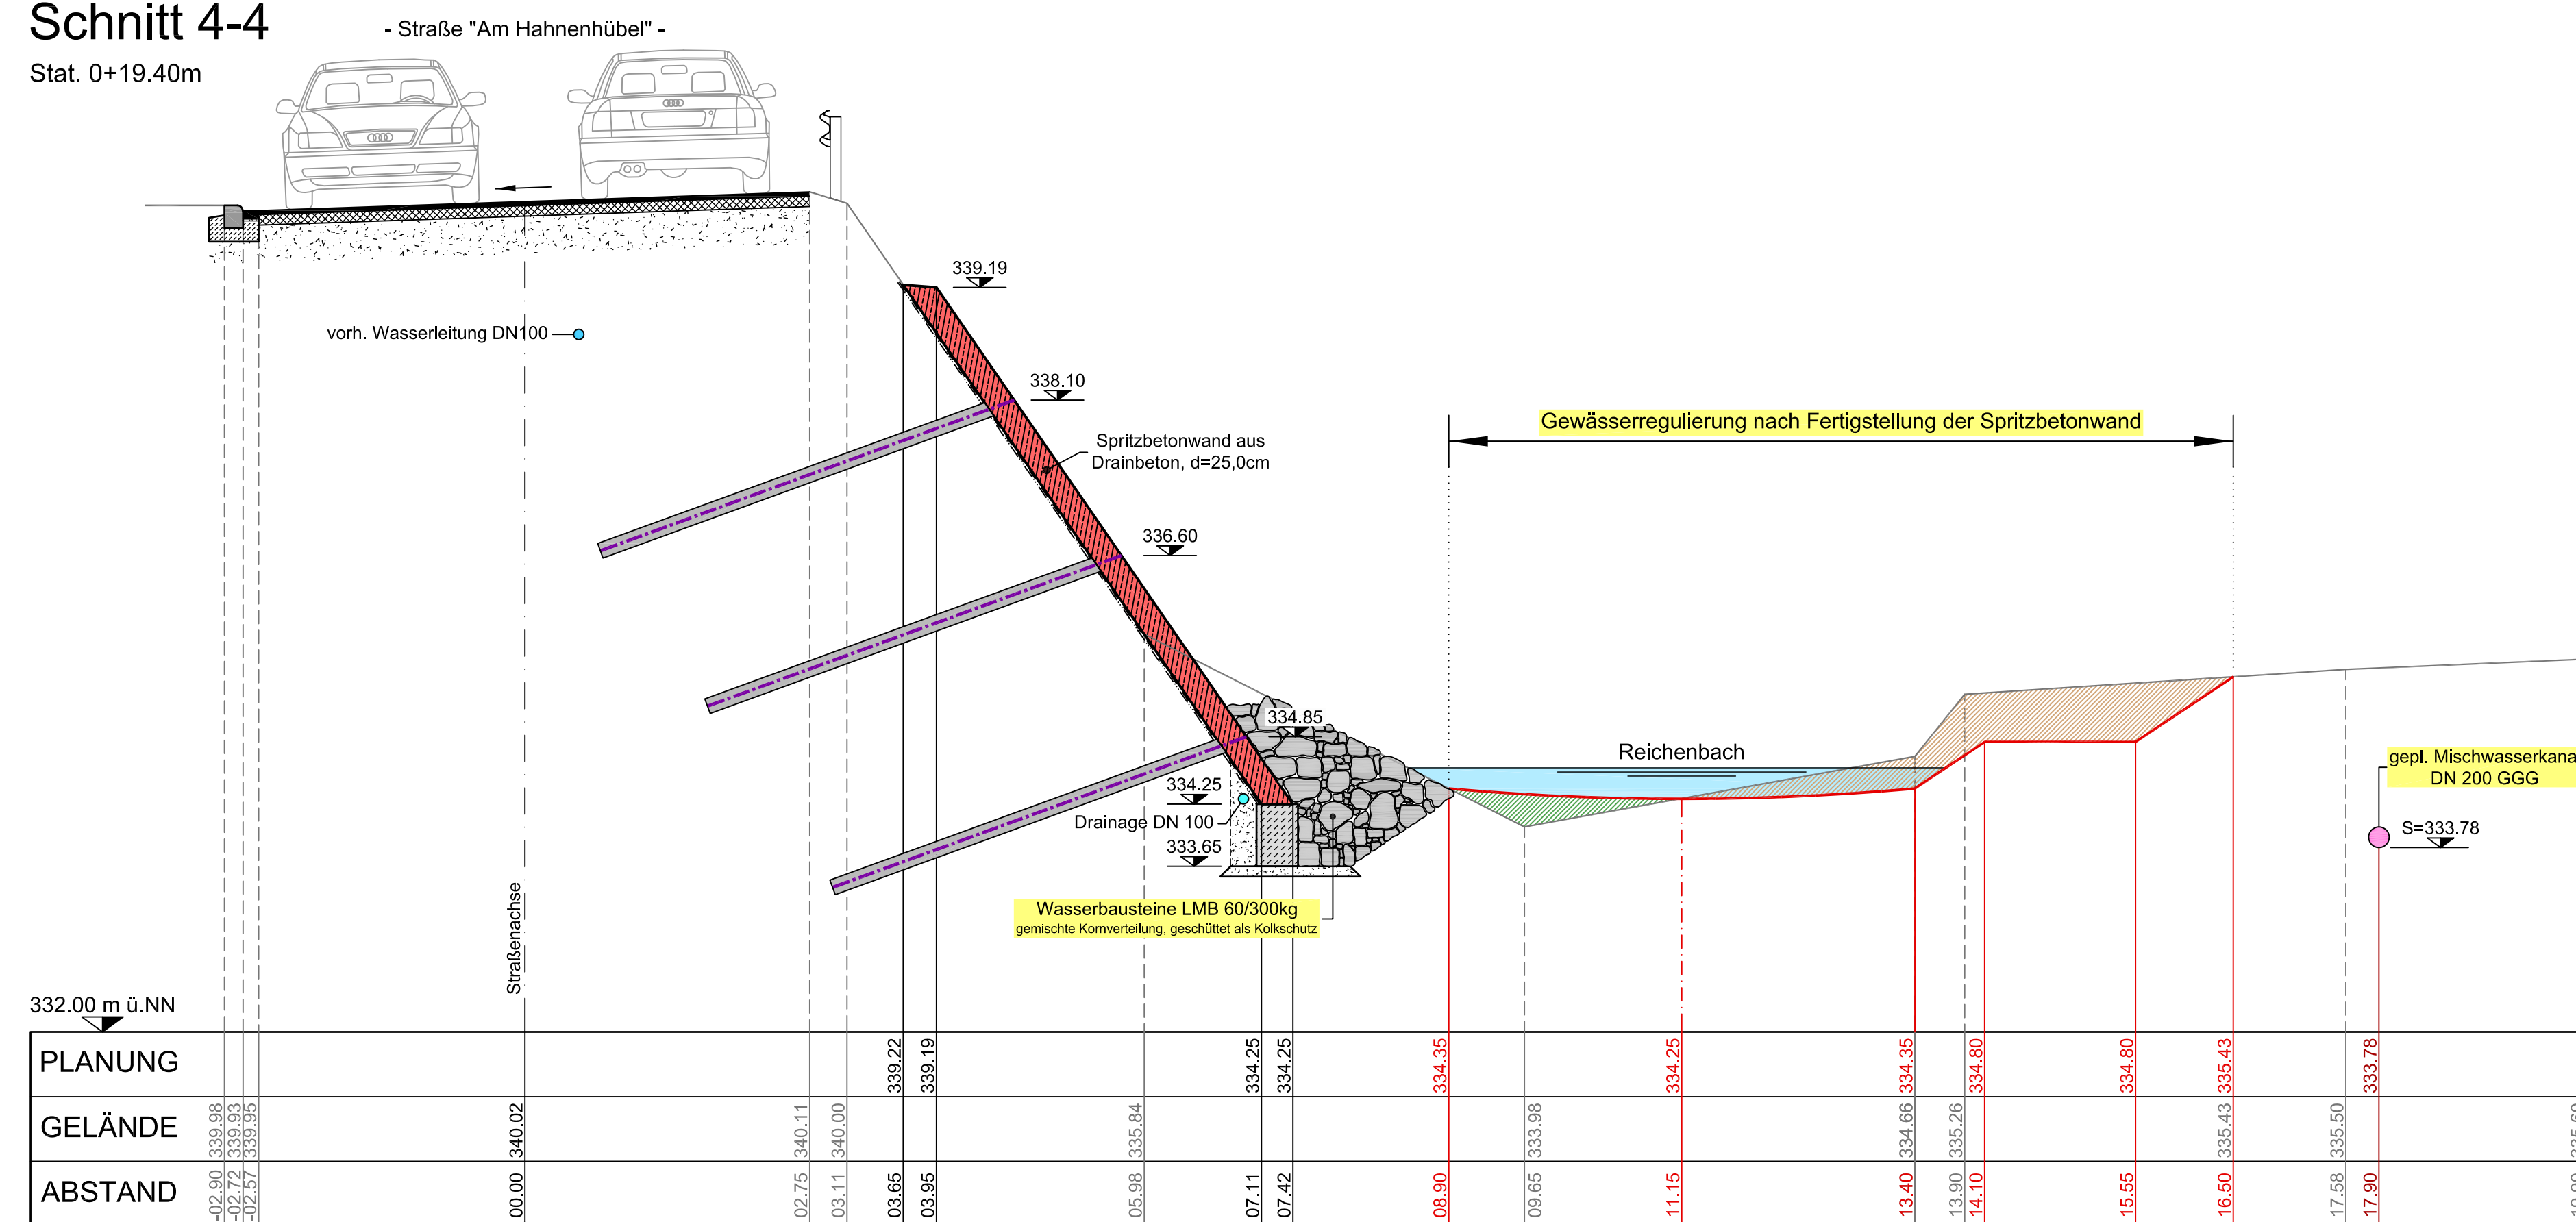 Schnitt 4-4
- Straße "Am Hahnenhübel" -
Stat. 0+19.40m
339.19
vorh. Wasserleitung DN100
338.10
Gewässerregulierung nach Fertigstellung der Spritzbetonwand
Spritzbetonwand aus
Drainbeton, d=25,0cm
336.60
334.85
Reichenbach
gepl. Mischwasserkana
DN 200 GGG
334.25
Drainage DN 100
S=333.78
333.65
Wasserbausteine LMB 60/300kg
gemischte Kornverteilung, geschüttet als Kolkschutz
Straßenachse
332.00 m ü.NN
PLANUNG 339.22 339.19 334.25 334.25 334.35 334.25 334.35 334.80 334.80 335.43 333.78
GELÄNDE 339.98 339.93 339.95 340.02 340.11 340.00 335.84 333.98 334.66 335.26 335.43 335.50
ABSTAND -02.90 -02.72 -02.57 00.00 02.75 03.11 03.65 03.95 05.98 07.11 07.42 08.90 09.65 11.15 13.40 13.90 14.10 15.55 16.50 17.58 17.90